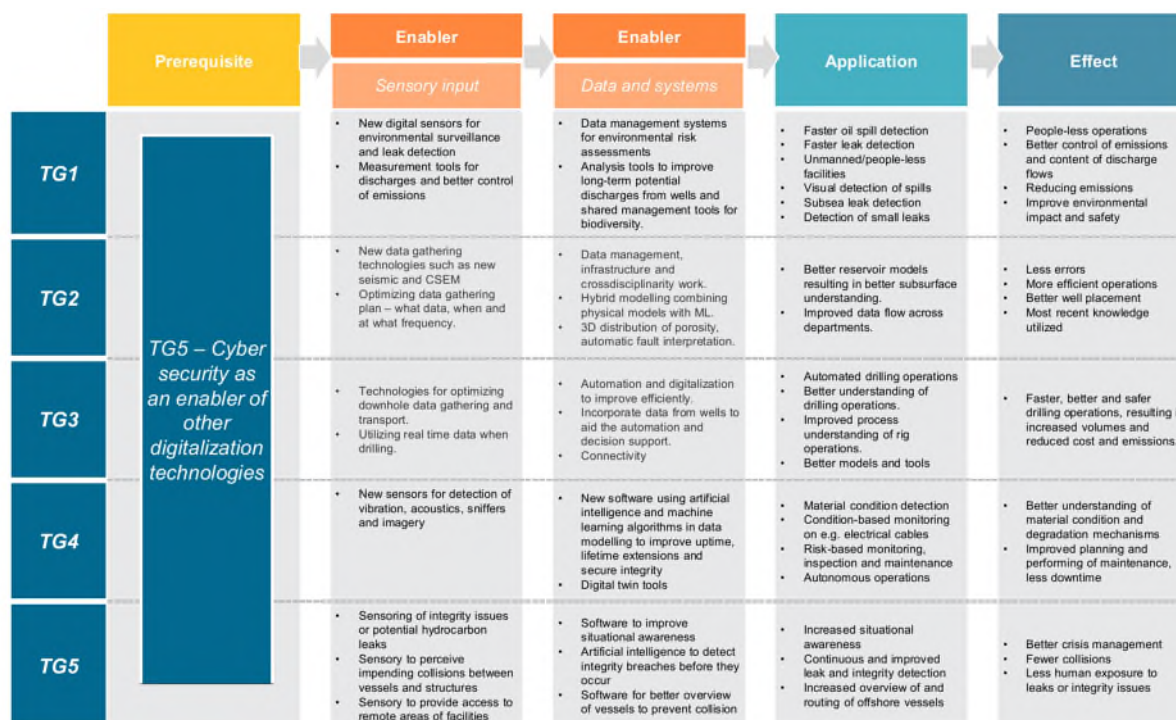 Prerequisite
Enabler
Sensory input
Enabler
Data and systems
Application
Effect
TG5 – Cyber
security as
an enabler of
other
digitalization
technologies
TG1
• New digital sensors for
environmental surveillance
and leak detection
• Measurement tools for
discharges and better control
of emissions
• Data management systems
for environmental risk
assessments
• Analysis tools to improve
long-term potential
discharges from wells and
shared management tools for
biodiversity.
• Faster oil spill detection
• Faster leak detection
• Unmanned/people-less
facilities
• Visual detection of spills
• Subsea leak detection
• Detection of small leaks
• People-less operations
• Better control of emissions
and content of discharge
flows
• Reducing emissions
• Improve environmental
impact and safety
TG2
• New data gathering
technologies such as new
seismic and CSEM
• Optimizing data gathering
plan – what data, when and
at what frequency.
• Data management,
infrastructure and
crossdisciplinarity work.
• Hybrid modelling combining
physical models with ML.
• 3D distribution of porosity,
automatic fault interpretation.
• Better reservoir models
resulting in better subsurface
understanding.
• Improved data flow across
departments.
• Less errors
• More efficient operations
• Better well placement
• Most recent knowledge
utilized
TG3
• Technologies for optimizing
downhole data gathering and
transport.
• Utilizing real time data when
drilling.
• Automation and digitalization
to improve efficiently.
• Incorporate data from wells to
aid the automation and
decision support.
• Connectivity
• Automated drilling operations
• Better understanding of
drilling operations.
• Improved process
understanding of rig
operations.
• Better models and tools
• Faster, better and safer
drilling operations, resulting i
increased volumes and
reduced cost and emissions
TG4
• New sensors for detection of
vibration, acoustics, sniffers
and imagery
• New software using artificial
intelligence and machine
learning algorithms in data
modelling to improve uptime,
lifetime extensions and
secure integrity
• Digital twin tools
• Material condition detection
• Condition-based monitoring
on e.g. electrical cables
• Risk-based monitoring,
inspection and maintenance
• Autonomous operations
• Better understanding of
material condition and
degradation mechanisms
• Improved planning and
performing of maintenance,
less downtime
TG5
• Sensoring of integrity issues
or potential hydrocarbon
leaks
• Sensory to perceive
impending collisions between
vessels and structures
• Sensory to provide access to
remote areas of facilities
• Software to improve
situational awareness
• Artificial intelligence to detect
integrity breaches before they
occur
• Software for better overview
of vessels to prevent collision
• Increased situational
awareness
• Continuous and improved
leak and integrity detection
• Increased overview of and
routing of offshore vessels
• Better crisis management
• Fewer collisions
• Less human exposure to
leaks or integrity issues